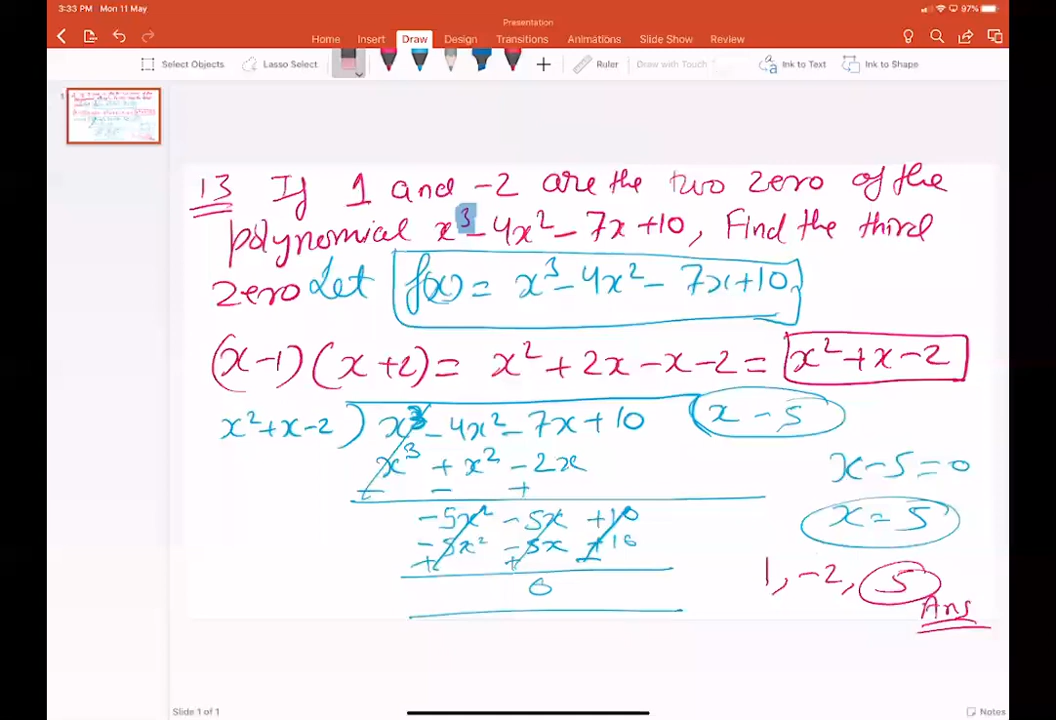 3:33 PM Mon 11 May
97%
Presentation
Home Insert Draw Design Transitions Animations Slide Show Review
Select Objects Lasso Select Ruler Draw with Touch Ink to Text Ink to Shape
13 If 1 and -2 are the two zero of the
polynomial x³-4x²-7x+10, Find the third
zero Let f(x) = x³-4x²-7x+10
(x-1)(x+2) = x²+2x-x-2 = x²+x-2
x²+x-2 ) x³-4x²-7x+10 ( x-5
x³ + x² - 2x
- - +
x-5=0
-5x² -5x +10
x=5
-5x² -5x +10
+ + -
0
1, -2, 5
Ans
Slide 1 of 1
Notes